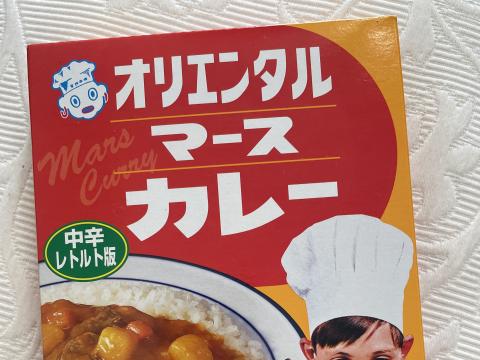 オリエンタル
マース
Mar's
Curry
カレー
中辛
レトルト版